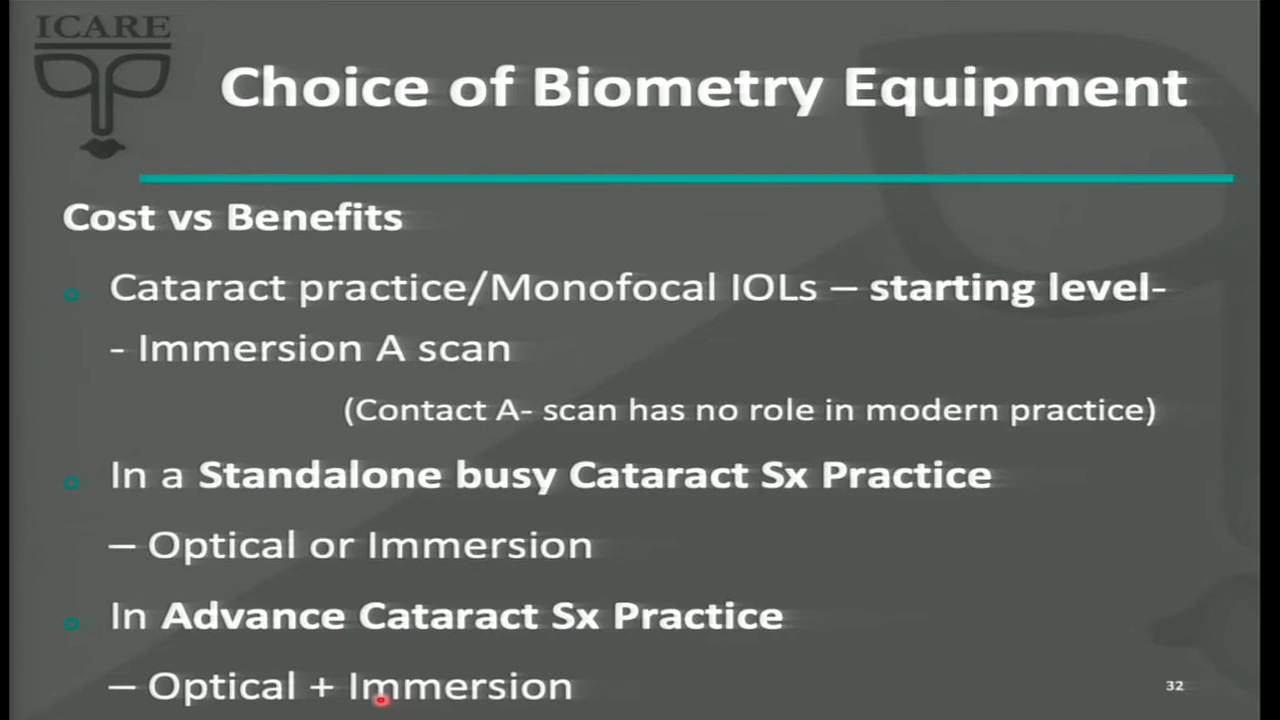 ICARE
Choice of Biometry Equipment
Cost vs Benefits
Cataract practice/Monofocal IOLs – starting level-
- Immersion A scan
(Contact A- scan has no role in modern practice)
In a Standalone busy Cataract Sx Practice
– Optical or Immersion
In Advance Cataract Sx Practice
– Optical + Immersion
32